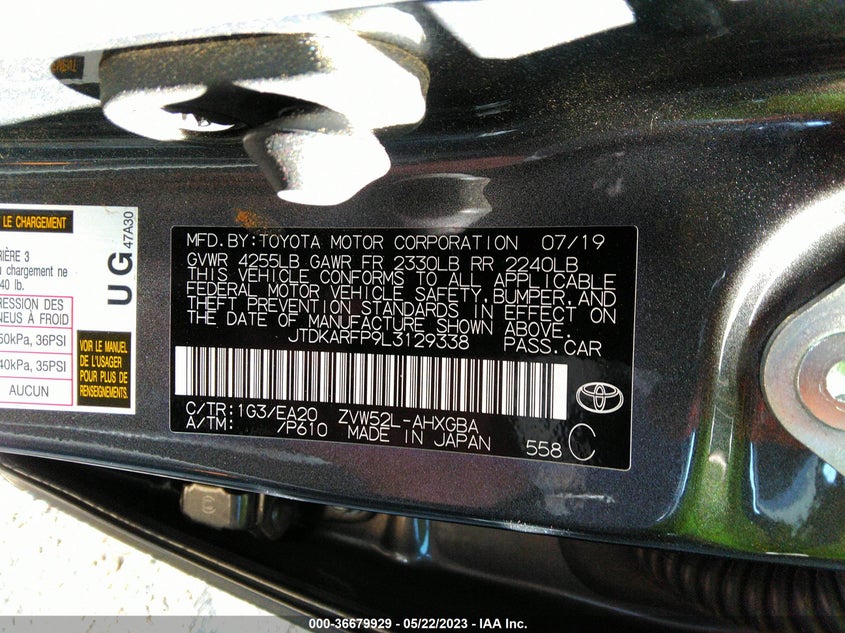 LE CHARGEMENT
RIÈRE 3
u chargement ne
40 lb.
RESSION DES
NEUS À FROID
50kPa, 36PSI
40kPa, 35PSI
AUCUN
VOIR LE MANUEL
DE L'USAGER
POUR PLUS DE
RENSEIGNEMENTS.
UG
47A30
MFD.BY:TOYOTA MOTOR CORPORATION 07/19
GVWR 4255LB GAWR FR 2330LB RR 2240LB
THIS VEHICLE CONFORMS TO ALL APPLICABLE
FEDERAL MOTOR VEHICLE SAFETY,BUMPER,AND
THEFT PREVENTION STANDARDS IN EFFECT ON
THE DATE OF MANUFACTURE SHOWN ABOVE.
JTDKARFP9L3129338 PASS.CAR
C/TR:1G3/EA20 ZVW52L-AHXGBA
A/TM: /P610 MADE IN JAPAN 558 C
000-36679929 - 05/22/2023 - IAA Inc.